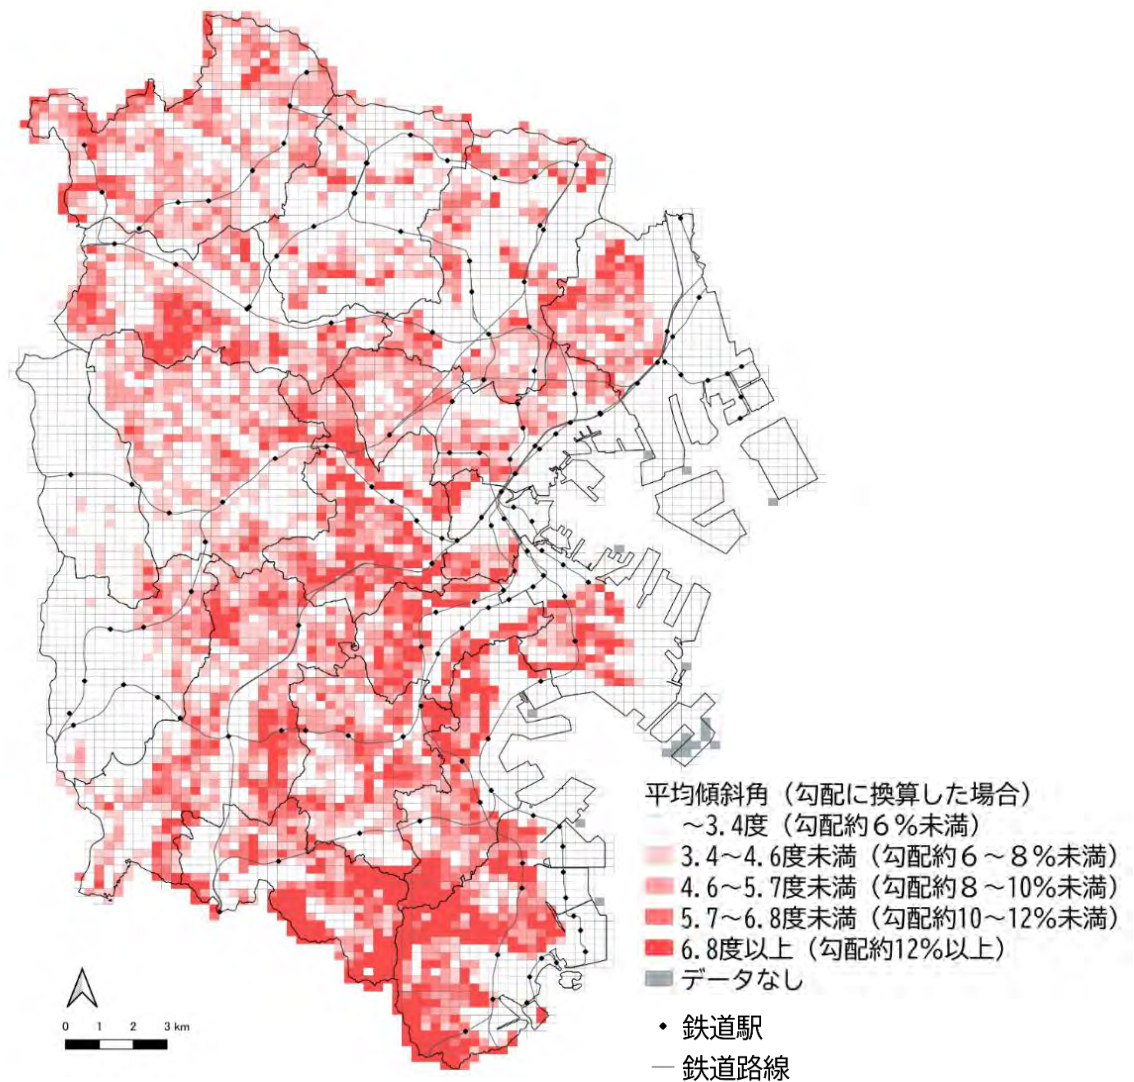 平均傾斜角（勾配に換算した場合）
～3.4度（勾配約６％未満）
3.4～4.6度未満（勾配約６～８％未満）
4.6～5.7度未満（勾配約８～10％未満）
5.7～6.8度未満（勾配約10～12％未満）
6.8度以上（勾配約12％以上）
データなし
鉄道駅
鉄道路線
0 1 2 3 km